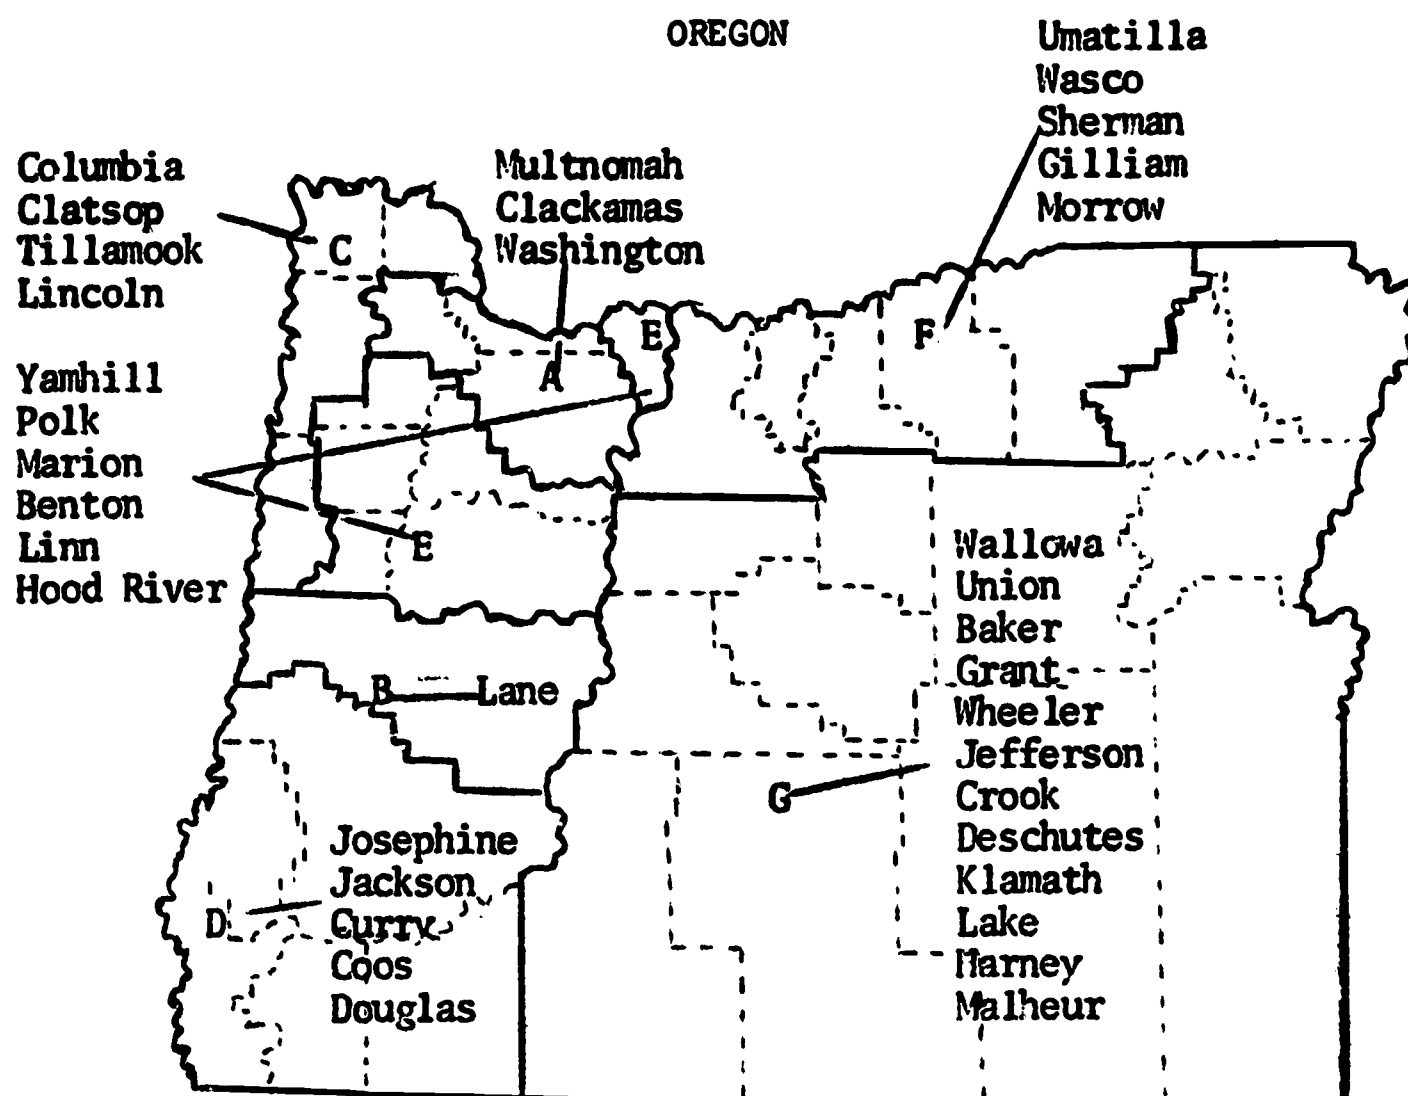 OREGON
Umatilla
Wasco
Sherman
Gilliam
Morrow
Columbia
Clatsop
Tillamook
Lincoln
Multnomah
Clackamas
Washington
C
E
F
A
Yamhill
Polk
Marion
Benton
Linn
Hood River
E
Wallowa
Union
Baker
Grant
Wheeler
Jefferson
Crook
Deschutes
Klamath
Lake
Harney
Malheur
B Lane
G
Josephine
Jackson
Curry
Coos
Douglas
D